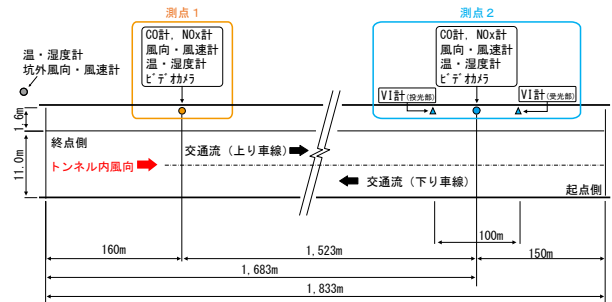 測点1
測点2
温・湿度計
坑外風向・風速計
CO計, NOx計
風向・風速計
温・湿度計
ビデオカメラ
CO計, NOx計
風向・風速計
温・湿度計
ビデオカメラ
VI計(投光部)
VI計(受光部)
1.6m
11.0m
終点側
トンネル内風向
交通流（上り車線）
交通流（下り車線）
起点側
100m
160m
1,523m
150m
1,683m
1,833m